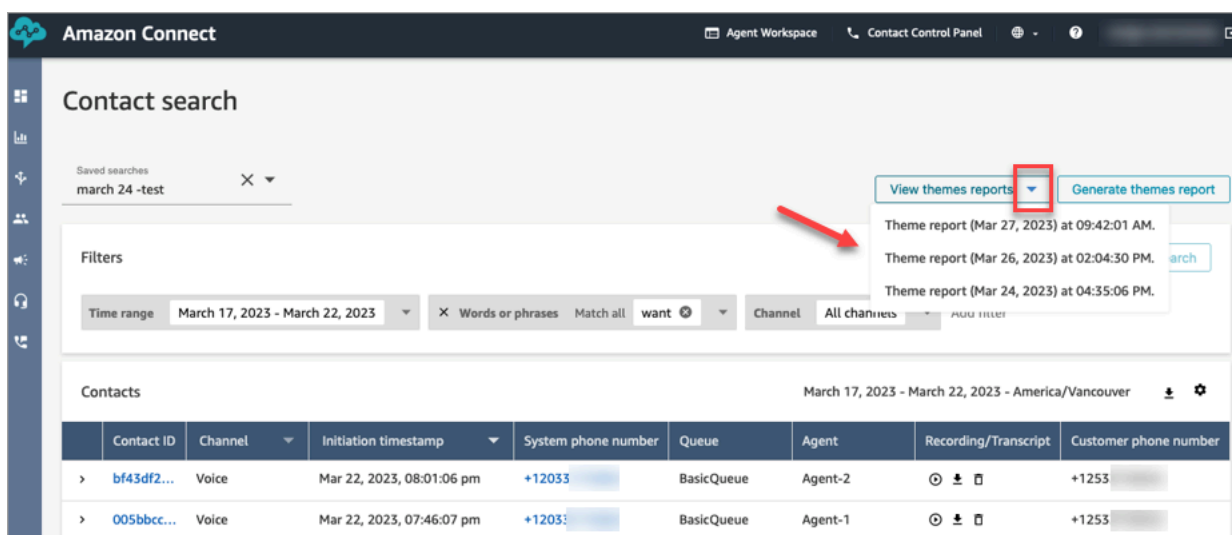 Amazon Connect
Agent Workspace
Contact Control Panel
Contact search
Saved searches
march 24 -test
View themes reports
Generate themes report
Theme report (Mar 27, 2023) at 09:42:01 AM.
Theme report (Mar 26, 2023) at 02:04:30 PM.
Theme report (Mar 24, 2023) at 04:35:06 PM.
Filters
Time range March 17, 2023 - March 22, 2023
Words or phrases Match all want
Channel All channels
Add filter
Contacts
March 17, 2023 - March 22, 2023 - America/Vancouver
Contact ID Channel Initiation timestamp System phone number Queue Agent Recording/Transcript Customer phone number
bf43df2... Voice Mar 22, 2023, 08:01:06 pm +12033 BasicQueue Agent-2 +1253
005bbcc... Voice Mar 22, 2023, 07:46:07 pm +12033 BasicQueue Agent-1 +1253